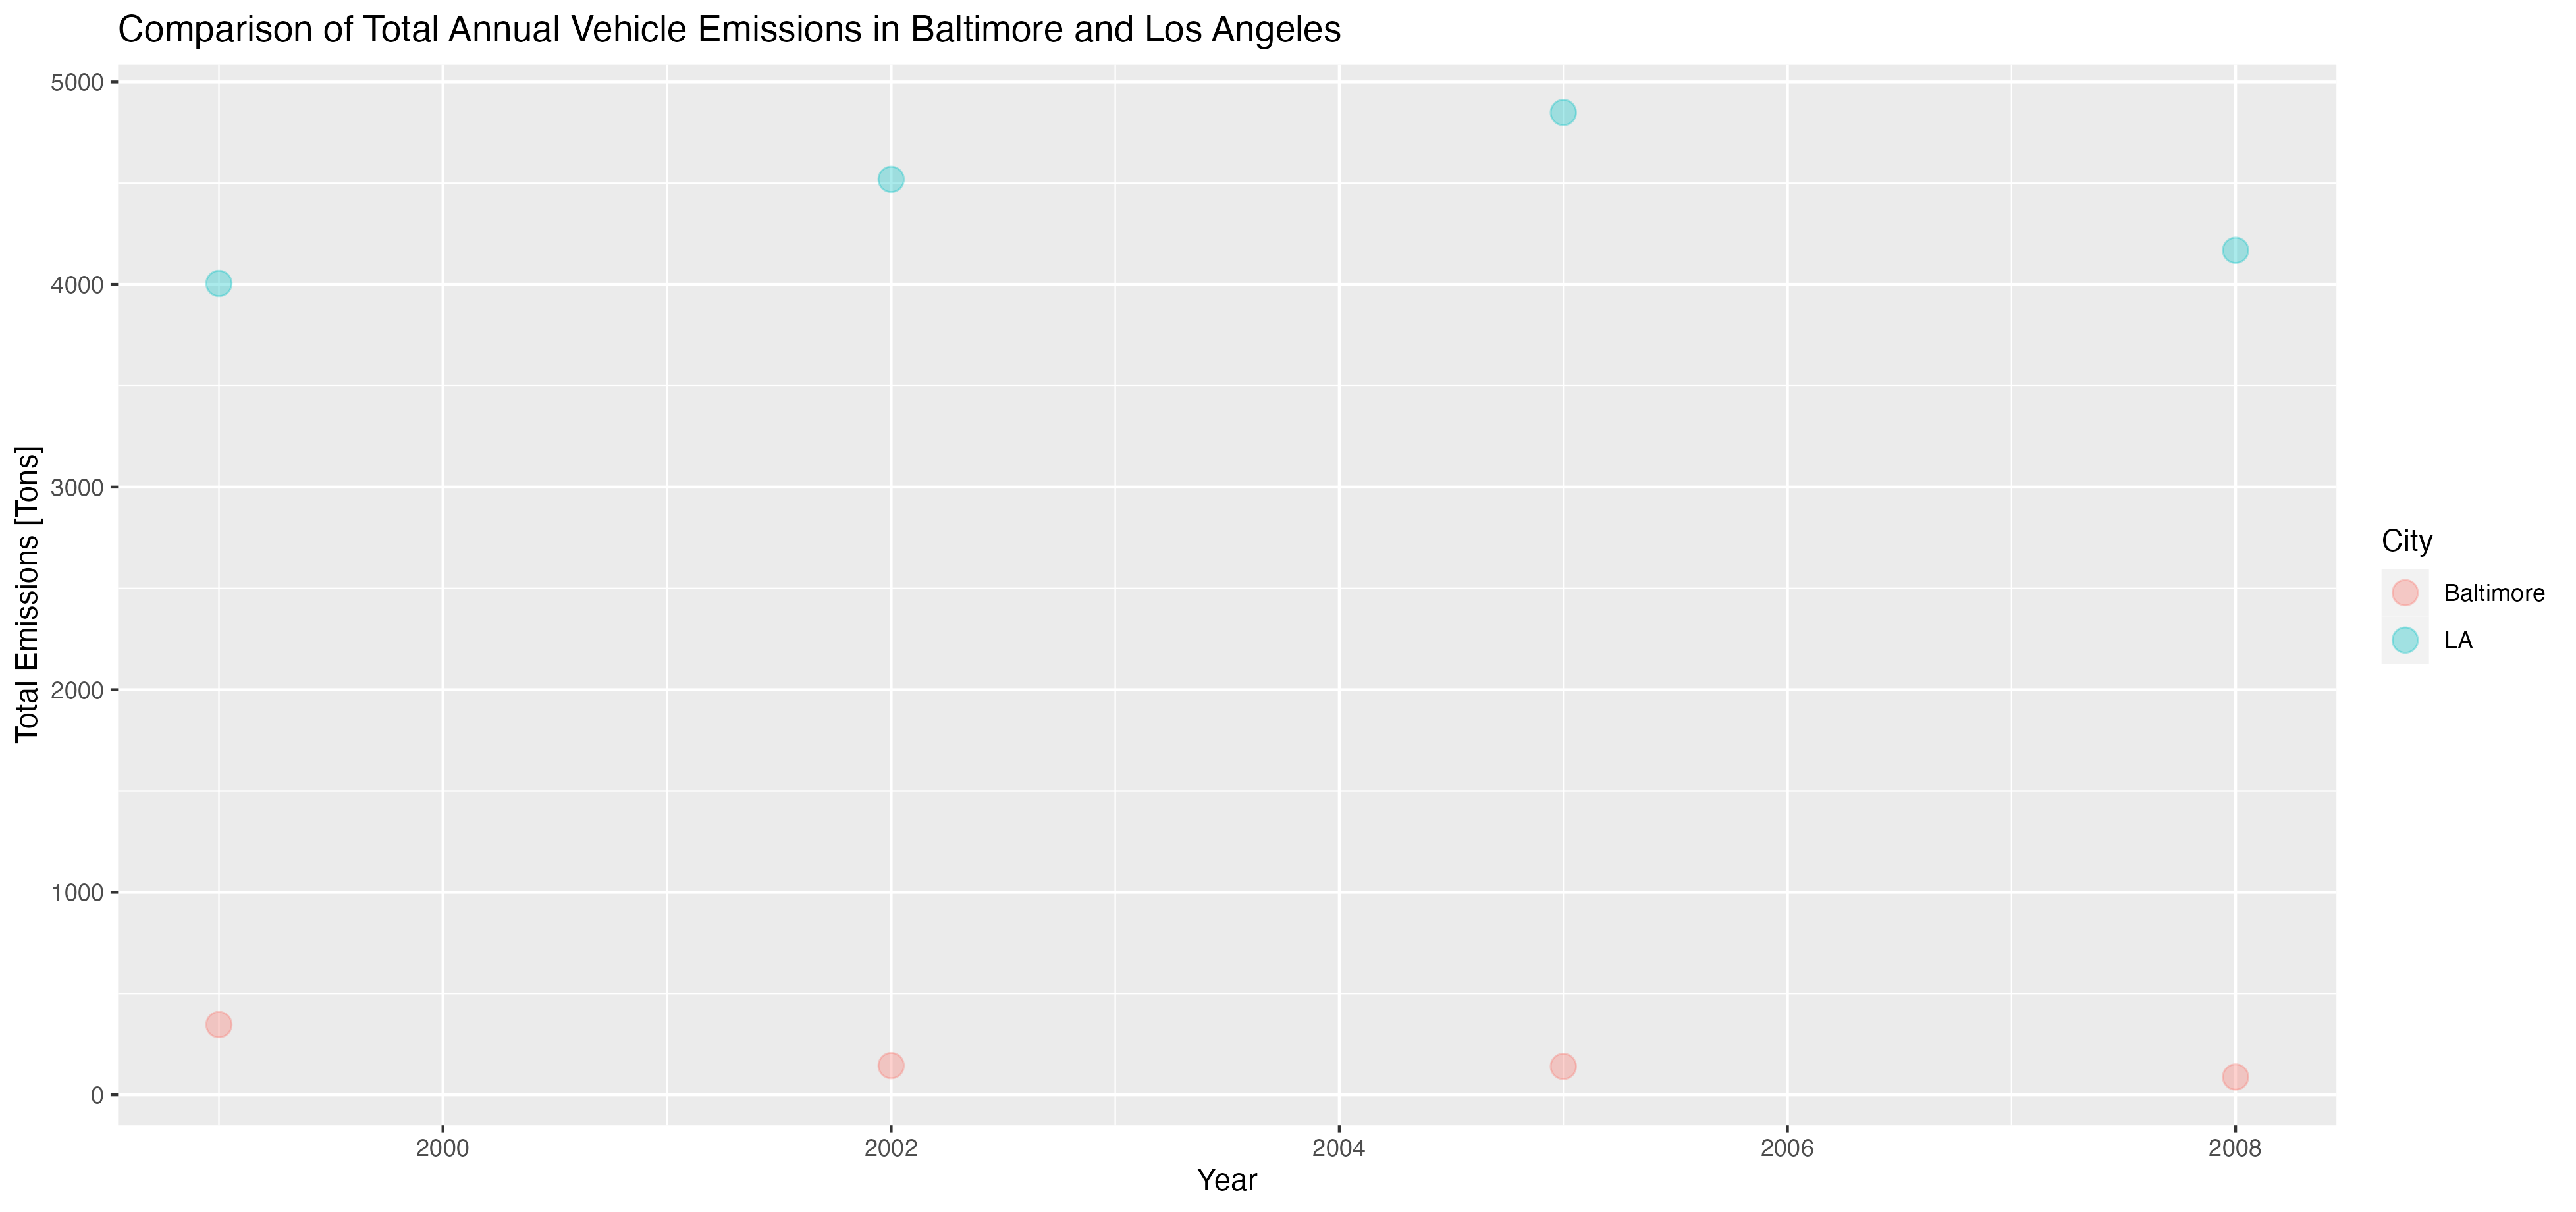 Comparison of Total Annual Vehicle Emissions in Baltimore and Los Angeles
Total Emissions [Tons]
5000
4000
3000
2000
1000
0
2000 2002 2004 2006 2008
Year
City
Baltimore
LA